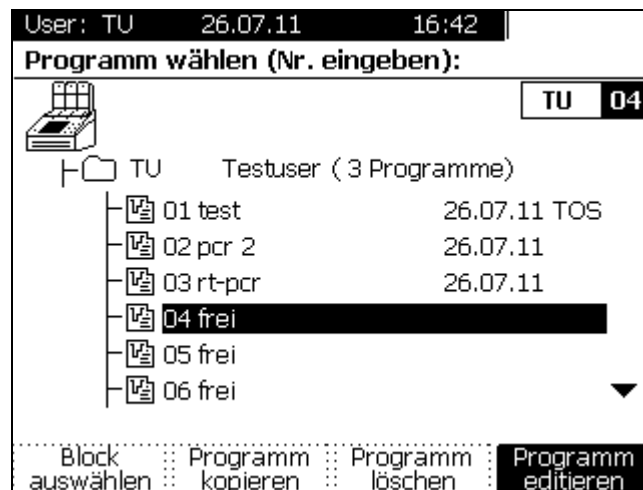 User: TU 26.07.11 16:42
Programm wählen (Nr. eingeben):
TU 04
TU Testuser ( 3 Programme)
01 test 26.07.11 TOS
02 pcr 2 26.07.11
03 rt-pcr 26.07.11
04 frei
05 frei
06 frei
Block auswählen Programm kopieren Programm löschen Programm editieren